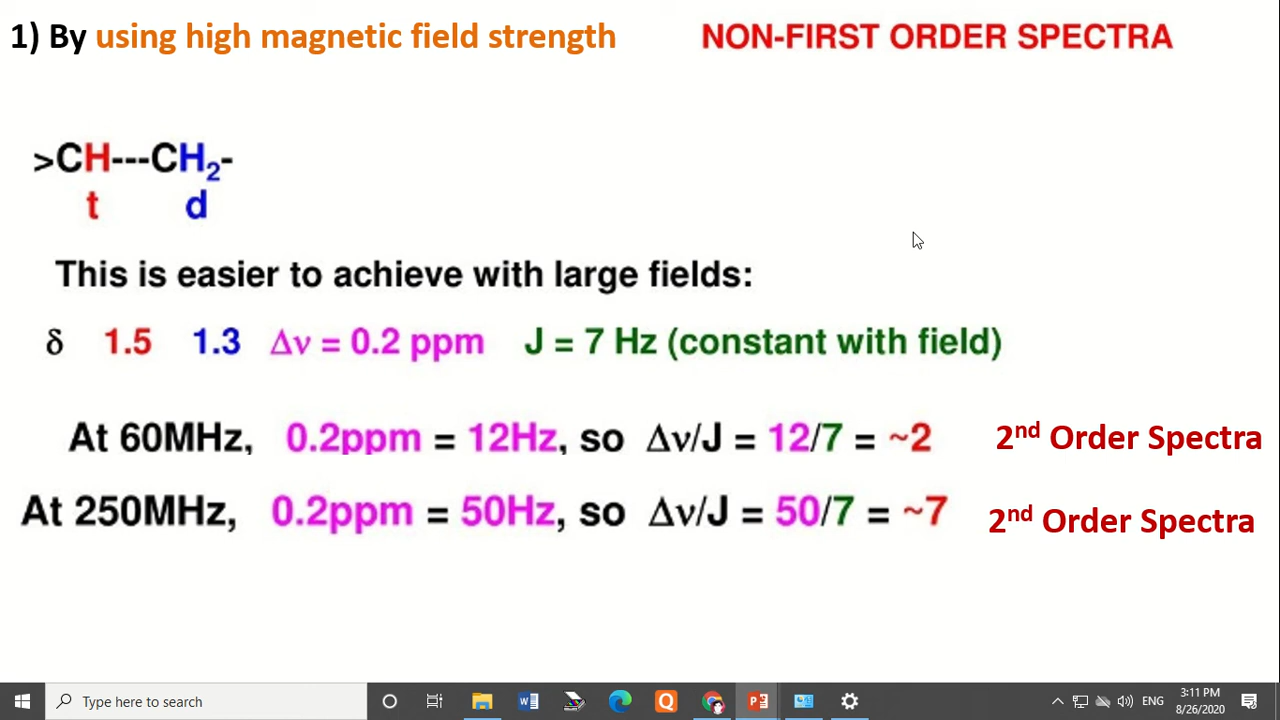 1) By using high magnetic field strength
NON-FIRST ORDER SPECTRA
>CH---CH₂-
t d
This is easier to achieve with large fields:
δ 1.5 1.3 Δν = 0.2 ppm J = 7 Hz (constant with field)
At 60MHz, 0.2ppm = 12Hz, so Δν/J = 12/7 = ~2 2nd Order Spectra
At 250MHz, 0.2ppm = 50Hz, so Δν/J = 50/7 = ~7 2nd Order Spectra
Type here to search
ENG
3:11 PM
8/26/2020